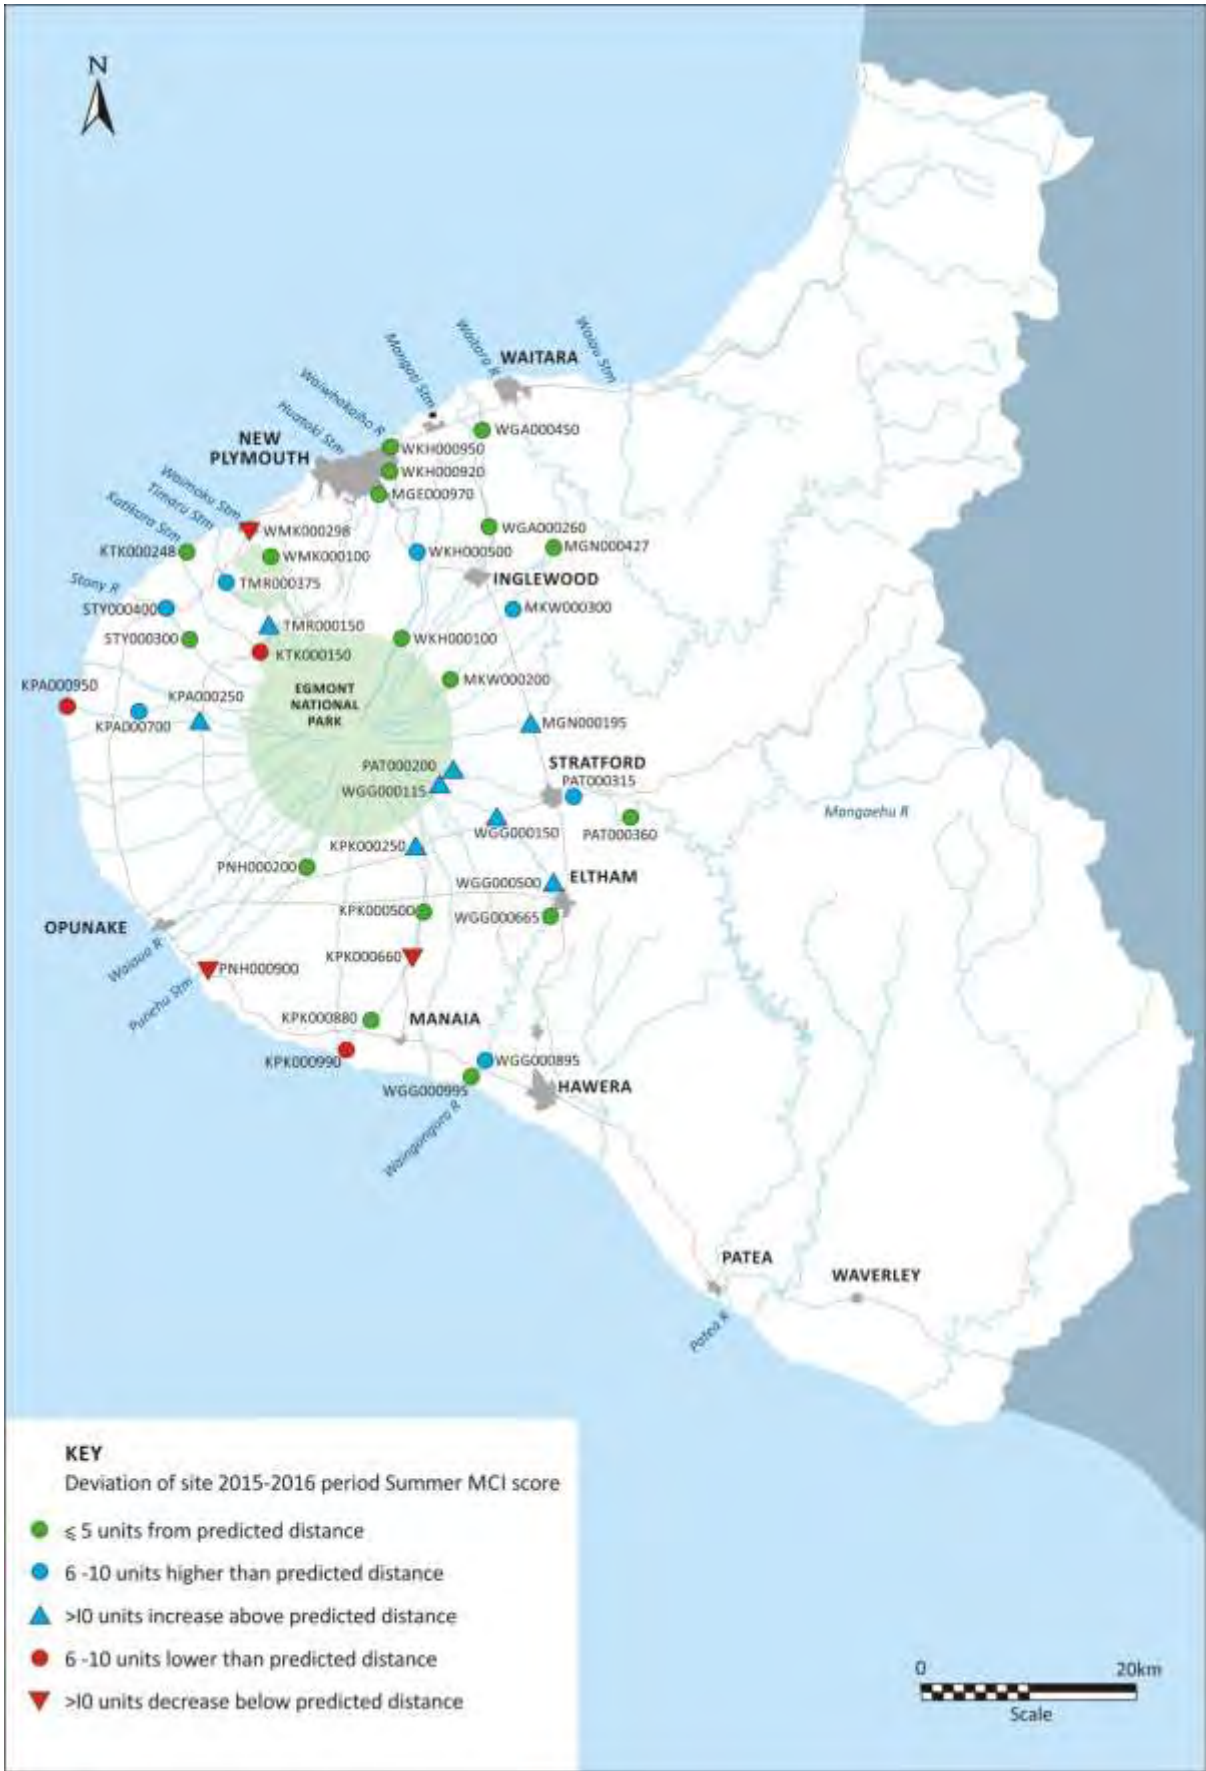 N
WAITARA
Waitara R
Waiau Stm
Mangati Stm
Waiwhakaiho R
Huatoki Stm
WGA000450
NEW
PLYMOUTH
WKH000950
WKH000920
MGE000970
Waimoku Stm
Timaru Stm
Katikara Stm
WMK000298
WGA000260
MGN000427
KTK000248
WMK000100
WKH000500
INGLEWOOD
Stony R
TMR000375
STY000400
MKW000300
TMR000150
STY000300
WKH000100
KTK000150
MKW000200
KPA000950
KPA000250
EGMONT
NATIONAL
PARK
KPA000700
MGN000195
PAT000200
STRATFORD
PAT000315
WGG000115
Mangaehu R
WGG000150
PAT000360
KPK000250
PNH000200
WGG000500
ELTHAM
KPK000500
WGG000665
OPUNAKE
Waiaua R
KPK000660
PNH000900
Punehu Stm
KPK000880
MANAIA
KPK000990
WGG000895
WGG000995
HAWERA
Waingongoro R
PATEA
WAVERLEY
Patea R
KEY
Deviation of site 2015-2016 period Summer MCI score
⩽ 5 units from predicted distance
6 -10 units higher than predicted distance
>I0 units increase above predicted distance
6 -10 units lower than predicted distance
>I0 units decrease below predicted distance
0 20km
Scale